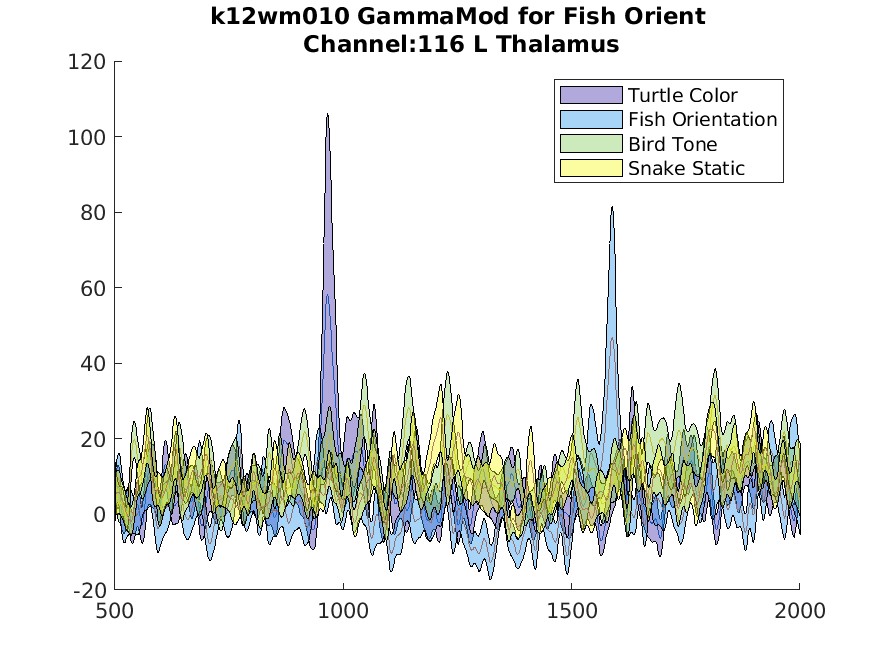 k12wm010 GammaMod for Fish Orient
Channel:116 L Thalamus
120
100
80
60
40
20
0
-20
500
1000
1500
2000
Turtle Color
Fish Orientation
Bird Tone
Snake Static